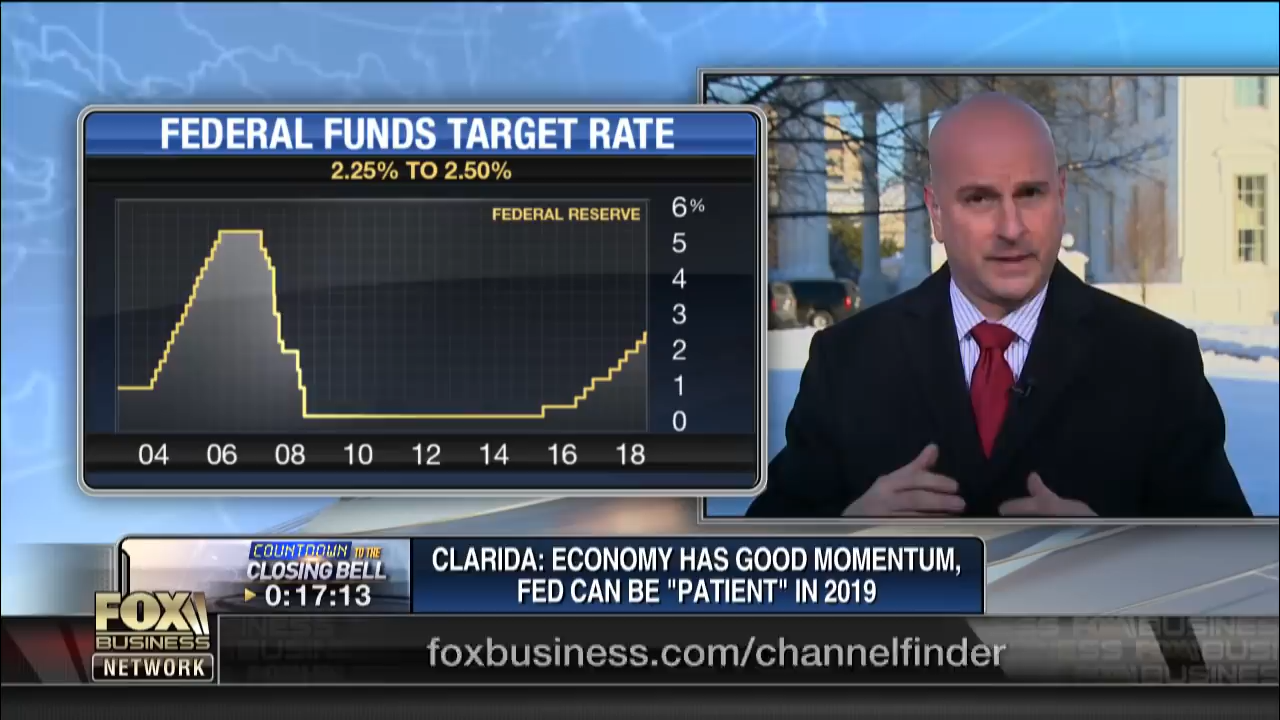 FEDERAL FUNDS TARGET RATE
2.25% TO 2.50%
FEDERAL RESERVE
6%
5
4
3
2
1
0
04 06 08 10 12 14 16 18
COUNTDOWN TO THE
CLOSING BELL
0:17:13
CLARIDA: ECONOMY HAS GOOD MOMENTUM,
FED CAN BE "PATIENT" IN 2019
FOX
BUSINESS
NETWORK
foxbusiness.com/channelfinder